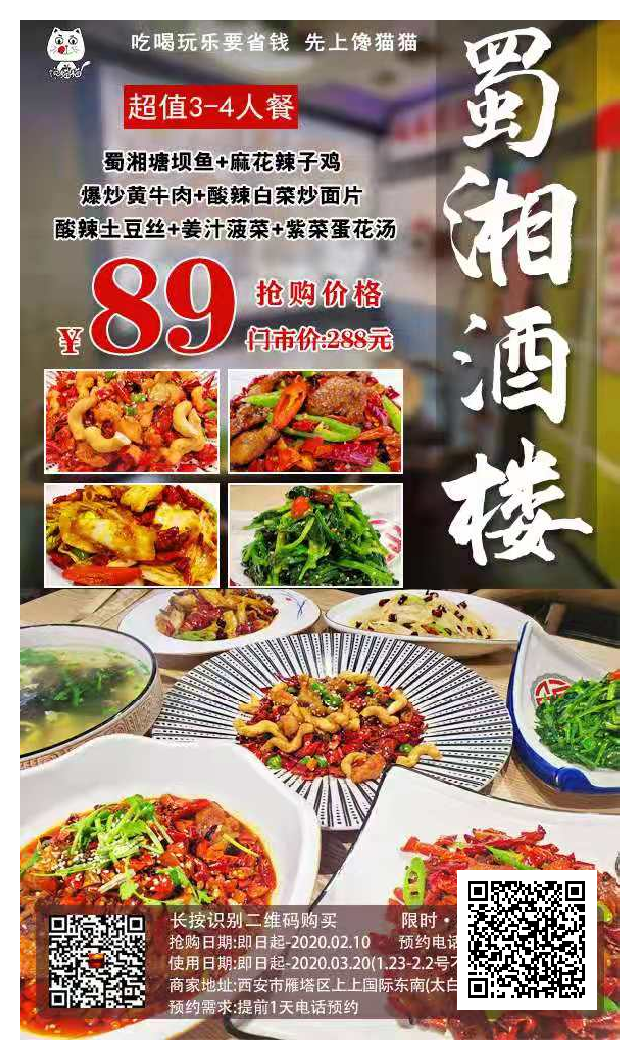 吃喝玩乐要省钱 先上馋猫猫
超值3-4人餐
蜀湘塘坝鱼+麻花辣子鸡
爆炒黄牛肉+酸辣白菜炒面片
酸辣土豆丝+姜汁菠菜+紫菜蛋花汤
¥89 抢购价格
门市价:288元
蜀湘酒楼
长按识别二维码购买 限时·
抢购日期:即日起-2020.02.10 预约电
使用日期:即日起-2020.03.20(1.23-2.2号
商家地址:西安市雁塔区上上国际东南(太白
预约需求:提前1天电话预约